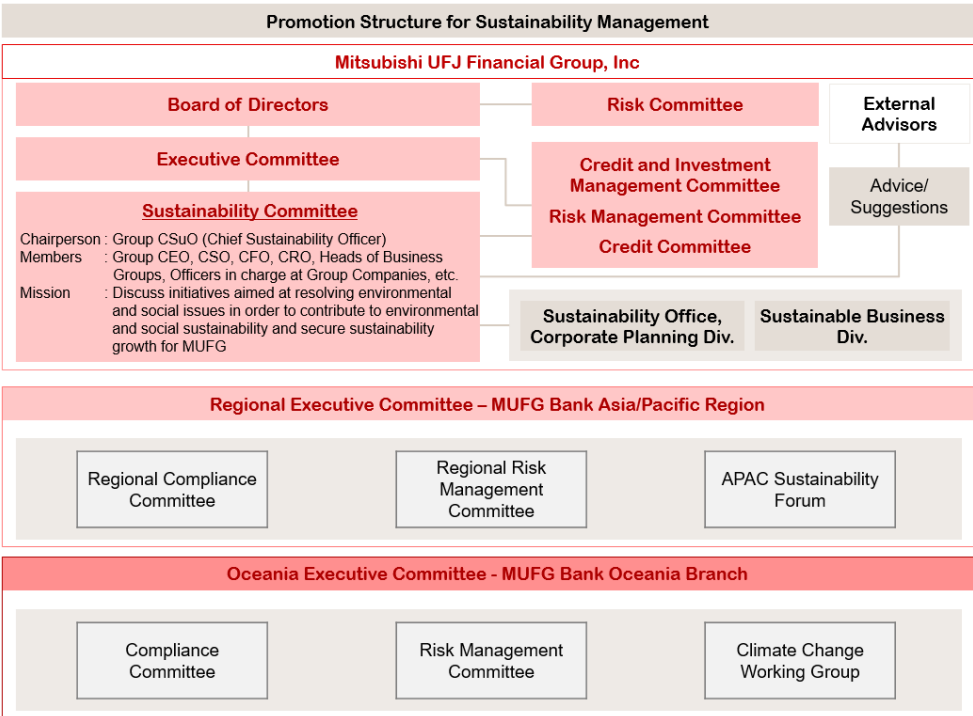 Promotion Structure for Sustainability Management
Mitsubishi UFJ Financial Group, Inc
Board of Directors
Risk Committee
External
Advisors
Executive Committee
Credit and Investment
Management Committee
Risk Management Committee
Credit Committee
Advice/
Suggestions
Sustainability Committee
Chairperson : Group CSuO (Chief Sustainability Officer)
Members : Group CEO, CSO, CFO, CRO, Heads of Business
Groups, Officers in charge at Group Companies, etc.
Mission : Discuss initiatives aimed at resolving environmental
and social issues in order to contribute to environmental
and social sustainability and secure sustainability
growth for MUFG
Sustainability Office,
Corporate Planning Div.
Sustainable Business
Div.
Regional Executive Committee – MUFG Bank Asia/Pacific Region
Regional Compliance
Committee
Regional Risk
Management
Committee
APAC Sustainability
Forum
Oceania Executive Committee - MUFG Bank Oceania Branch
Compliance
Committee
Risk Management
Committee
Climate Change
Working Group